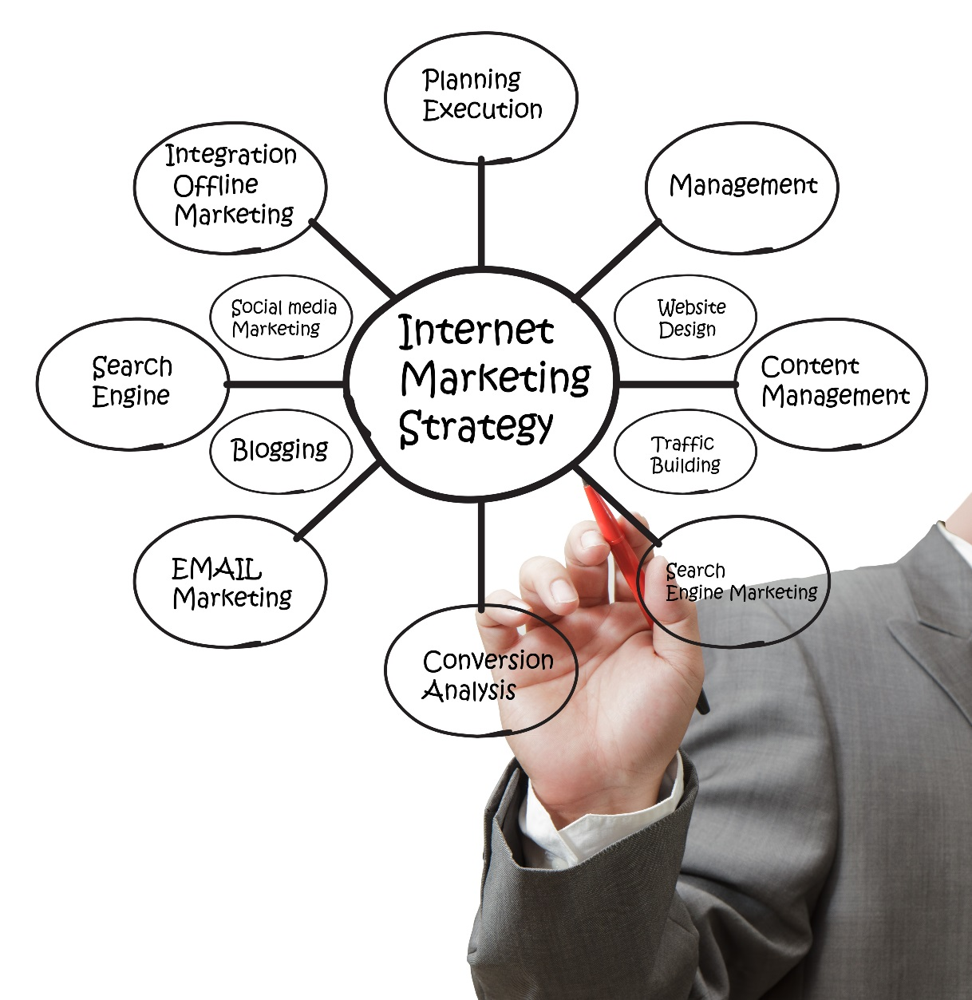 Planning
Execution
Integration
Offline
Marketing
Management
Social media
Marketing
Website
Design
Internet
Marketing
Strategy
Search
Engine
Content
Management
Blogging
Traffic
Building
EMAIL
Marketing
Search
Engine Marketing
Conversion
Analysis